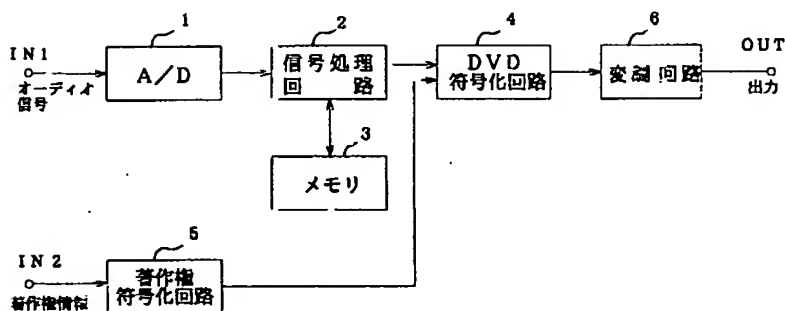 1
2
4
6
IN1
オーディオ
信号
A/D
信号処理
回路
DVD
符号化回路
変調回路
OUT
出力
3
メモリ
5
IN2
著作権情報
著作権
符号化回路